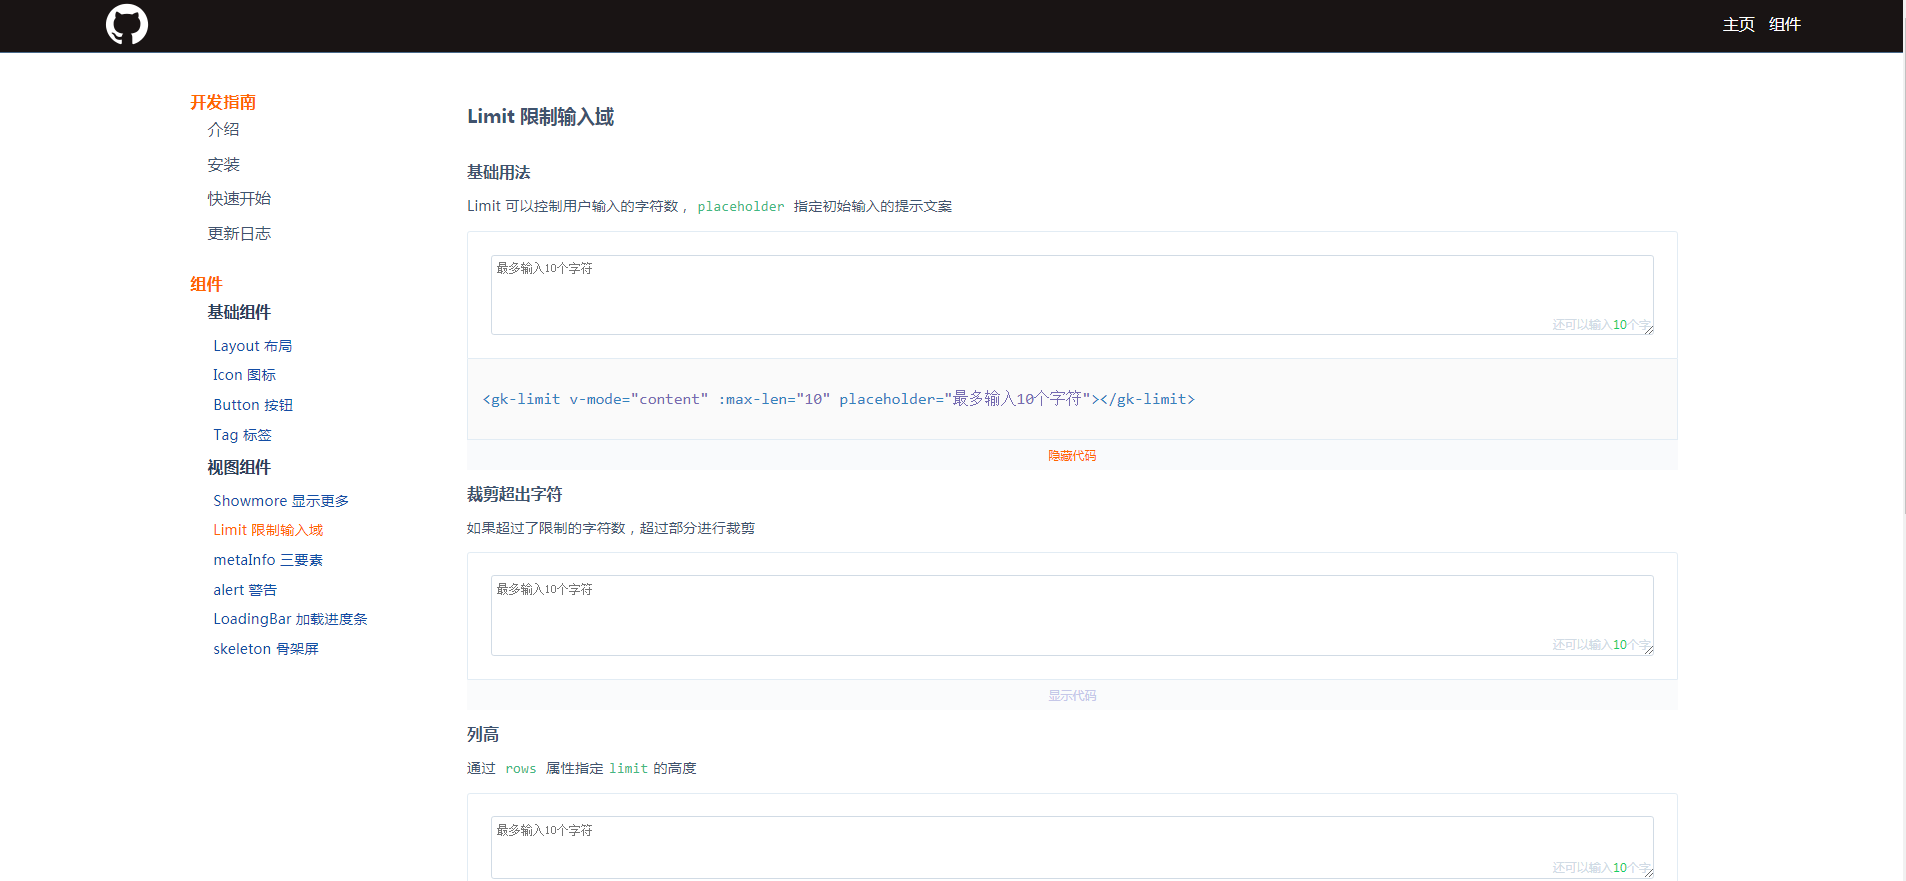 主页 组件
开发指南
介绍
安装
快速开始
更新日志
组件
基础组件
Layout 布局
Icon 图标
Button 按钮
Tag 标签
视图组件
Showmore 显示更多
Limit 限制输入域
metaInfo 三要素
alert 警告
LoadingBar 加载进度条
skeleton 骨架屏
Limit 限制输入域
基础用法
Limit 可以控制用户输入的字符数， placeholder 指定初始输入的提示文案
最多输入10个字符
还可以输入10个字
<gk-limit v-mode="content" :max-len="10" placeholder="最多输入10个字符"></gk-limit>
隐藏代码
裁剪超出字符
如果超过了限制的字符数，超过部分进行裁剪
最多输入10个字符
还可以输入10个字
显示代码
列高
通过 rows 属性指定 limit 的高度
最多输入10个字符
还可以输入10个字